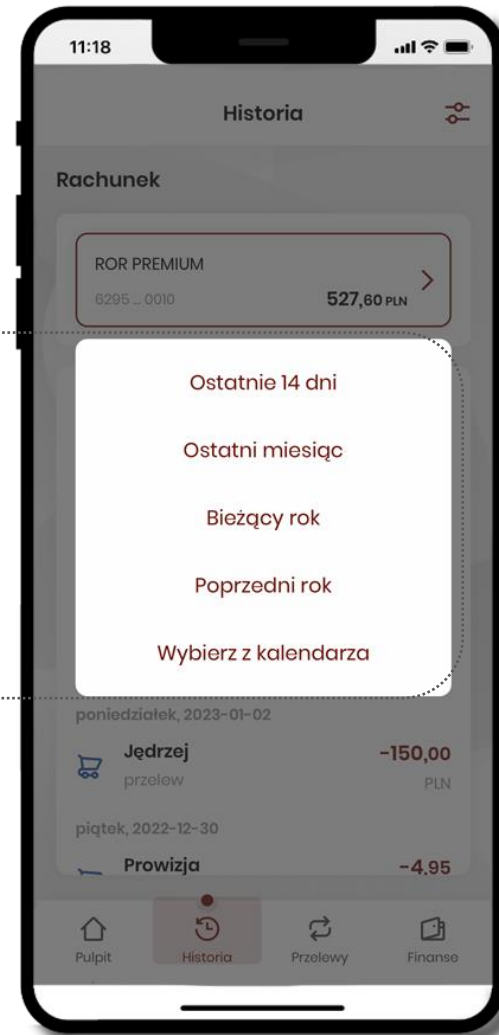 11:18
Historia
Rachunek
ROR PREMIUM
6295 ... 0010
527,60 PLN
Ostatnie 14 dni
Ostatni miesiąc
Bieżący rok
Poprzedni rok
Wybierz z kalendarza
poniedziałek, 2023-01-02
Jędrzej -150,00
przelew PLN
piątek, 2022-12-30
Prowizja -4,95
Pulpit Historia Przelewy Finanse